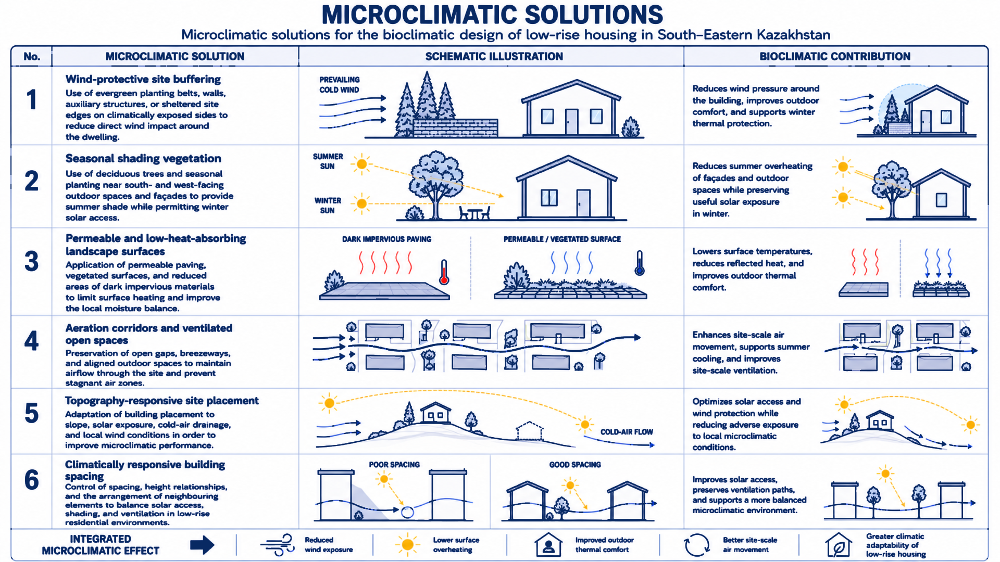 MICROCLIMATIC SOLUTIONS
Microclimatic solutions for the bioclimatic design of low-rise housing in South-Eastern Kazakhstan
No.
MICROCLIMATIC SOLUTION
SCHEMATIC ILLUSTRATION
BIOCLIMATIC CONTRIBUTION
1
Wind-protective site buffering
Use of evergreen planting belts, walls,
auxiliary structures, or sheltered site
edges on climatically exposed sides to
reduce direct wind impact around
the dwelling.
PREVAILING
COLD WIND
Reduces wind pressure around
the building, improves outdoor
comfort, and supports winter
thermal protection.
2
Seasonal shading vegetation
Use of deciduous trees and seasonal
planting near south- and west-facing
outdoor spaces and façades to provide
summer shade while permitting winter
solar access.
SUMMER
SUN
WINTER
SUN
Reduces summer overheating
of façades and outdoor
spaces while preserving
useful solar exposure
in winter.
3
Permeable and low-heat-absorbing
landscape surfaces
Application of permeable paving,
vegetated surfaces, and reduced
areas of dark impervious materials
to limit surface heating and improve
the local moisture balance.
DARK IMPERVIOUS PAVING
PERMEABLE / VEGETATED SURFACE
Lowers surface temperatures,
reduces reflected heat, and
improves outdoor thermal
comfort.
4
Aeration corridors and ventilated
open spaces
Preservation of open gaps, breezeways,
and aligned outdoor spaces to maintain
airflow through the site and prevent
stagnant air zones.
Enhances site-scale air
movement, supports summer
cooling, and improves
site-scale ventilation.
5
Topography-responsive site placement
Adaptation of building placement to
slope, solar exposure, cold-air drainage,
and local wind conditions in order to
improve microclimatic performance.
COLD-AIR FLOW
Optimizes solar access and
wind protection while
reducing adverse exposure
to local microclimatic
conditions.
6
Climatically responsive building
spacing
Control of spacing, height relationships,
and the arrangement of neighbouring
elements to balance solar access,
shading, and ventilation in low-rise
residential environments.
POOR SPACING
GOOD SPACING
Improves solar access,
preserves ventilation paths,
and supports a more balanced
microclimatic environment.
INTEGRATED
MICROCLIMATIC EFFECT
Reduced
wind exposure
Lower surface
overheating
Improved outdoor
thermal comfort
Better site-scale
air movement
Greater climatic
adaptability of
low-rise housing